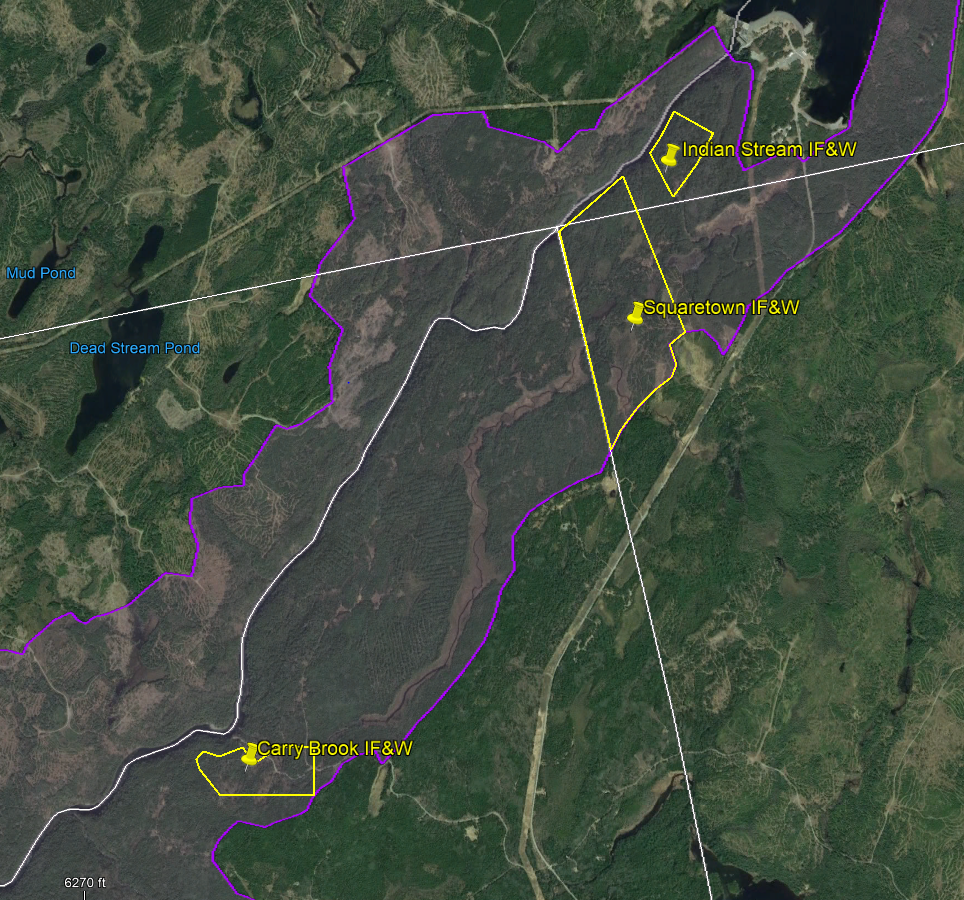 Indian Stream IF&W
Mud Pond
Squaretown IF&W
Dead Stream Pond
Carry Brook IF&W
6270 ft